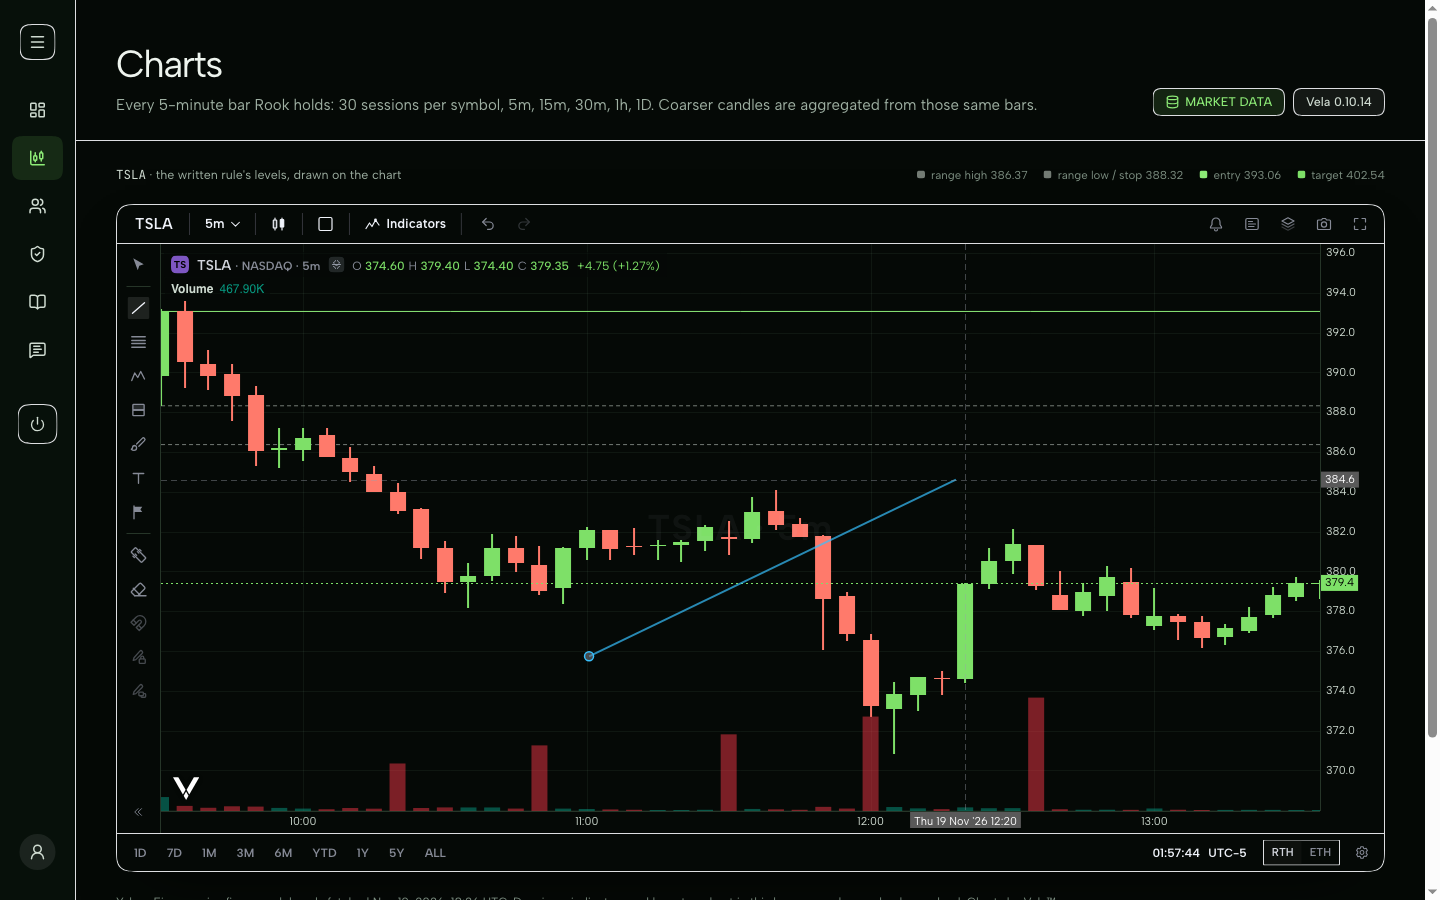 Charts
Every 5-minute bar Rook holds: 30 sessions per symbol, 5m, 15m, 30m, 1h, 1D. Coarser candles are aggregated from those same bars.
MARKET DATA
Vela 0.10.14
TSLA · the written rule's levels, drawn on the chart
range high 386.37
range low / stop 388.32
entry 393.06
target 402.54
TSLA 5m Indicators
TS TSLA · NASDAQ · 5m O 374.60 H 379.40 L 374.40 C 379.35 +4.75 (+1.27%)
Volume 467.90K
396.0
394.0
392.0
390.0
388.0
386.0
384.6
384.0
382.0
380.0
379.4
378.0
376.0
374.0
372.0
370.0
10:00 11:00 12:00 Thu 19 Nov '26 12:20 13:00
1D 7D 1M 3M 6M YTD 1Y 5Y ALL
01:57:44 UTC-5 RTH ETH